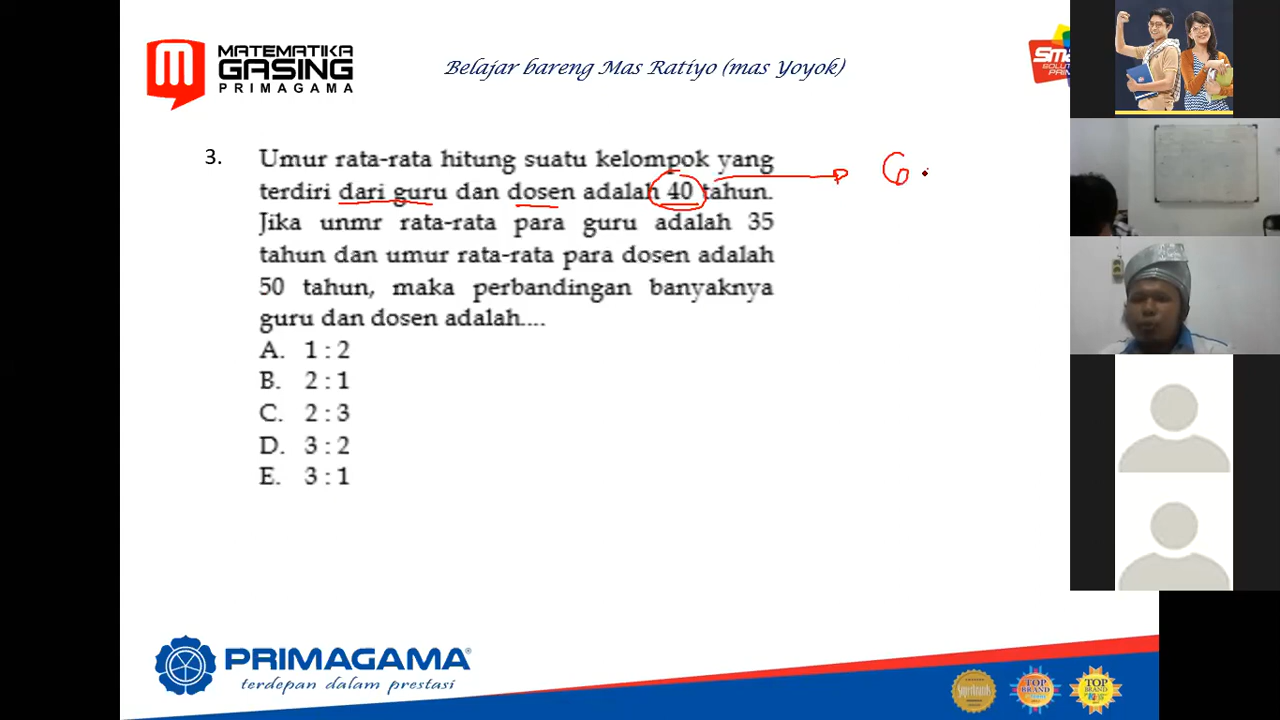 MATEMATIKA
GASING
PRIMAGAMA
Belajar bareng Mas Ratiyo (mas Yoyok)
3. Umur rata-rata hitung suatu kelompok yang
terdiri dari guru dan dosen adalah 40 tahun.
Jika unmr rata-rata para guru adalah 35
tahun dan umur rata-rata para dosen adalah
50 tahun, maka perbandingan banyaknya
guru dan dosen adalah....
A. 1 : 2
B. 2 : 1
C. 2 : 3
D. 3 : 2
E. 3 : 1
PRIMAGAMA
terdepan dalam prestasi
Superbrands
TOP
BRAND
TOP
BRAND